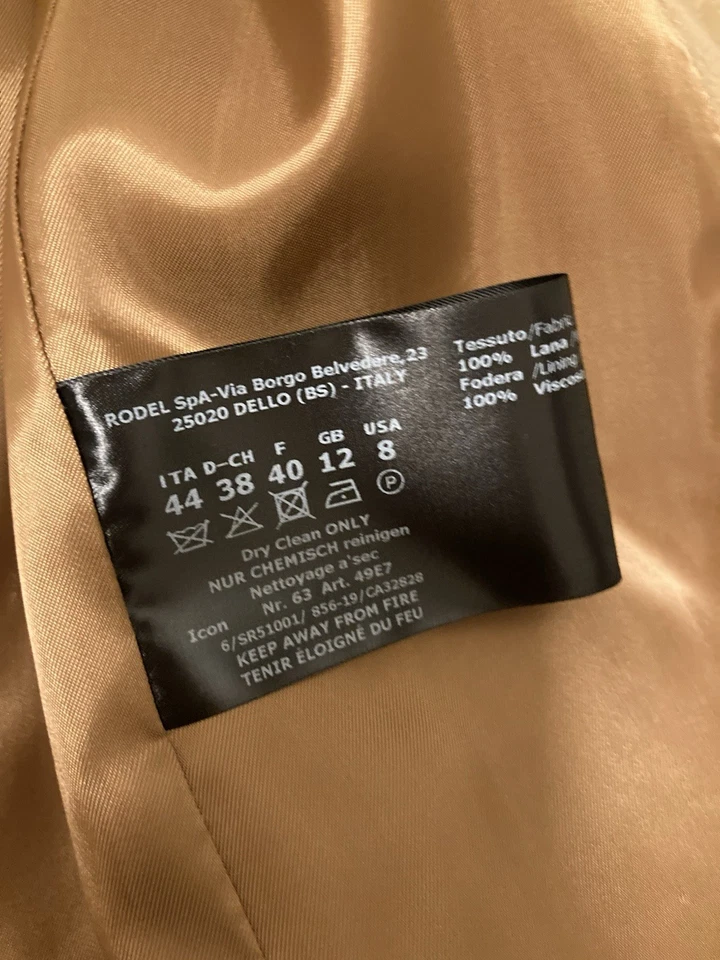 RODEL SpA-Via Borgo Belvedere,23
25020 DELLO (BS) - ITALY
ITA D-CH F GB USA
44 38 40 12 8
P
Dry Clean ONLY
NUR CHEMISCH reinigen
Nettoyage a'sec
Nr. 63 Art. 49E7
Icon 6/SR51001/ 856-19/CA32828
KEEP AWAY FROM FIRE
TENIR ÈLOIGNÉ DU FEU
Tessuto/Fabric
100% Lana/
Fodera /Lining
100% Viscos